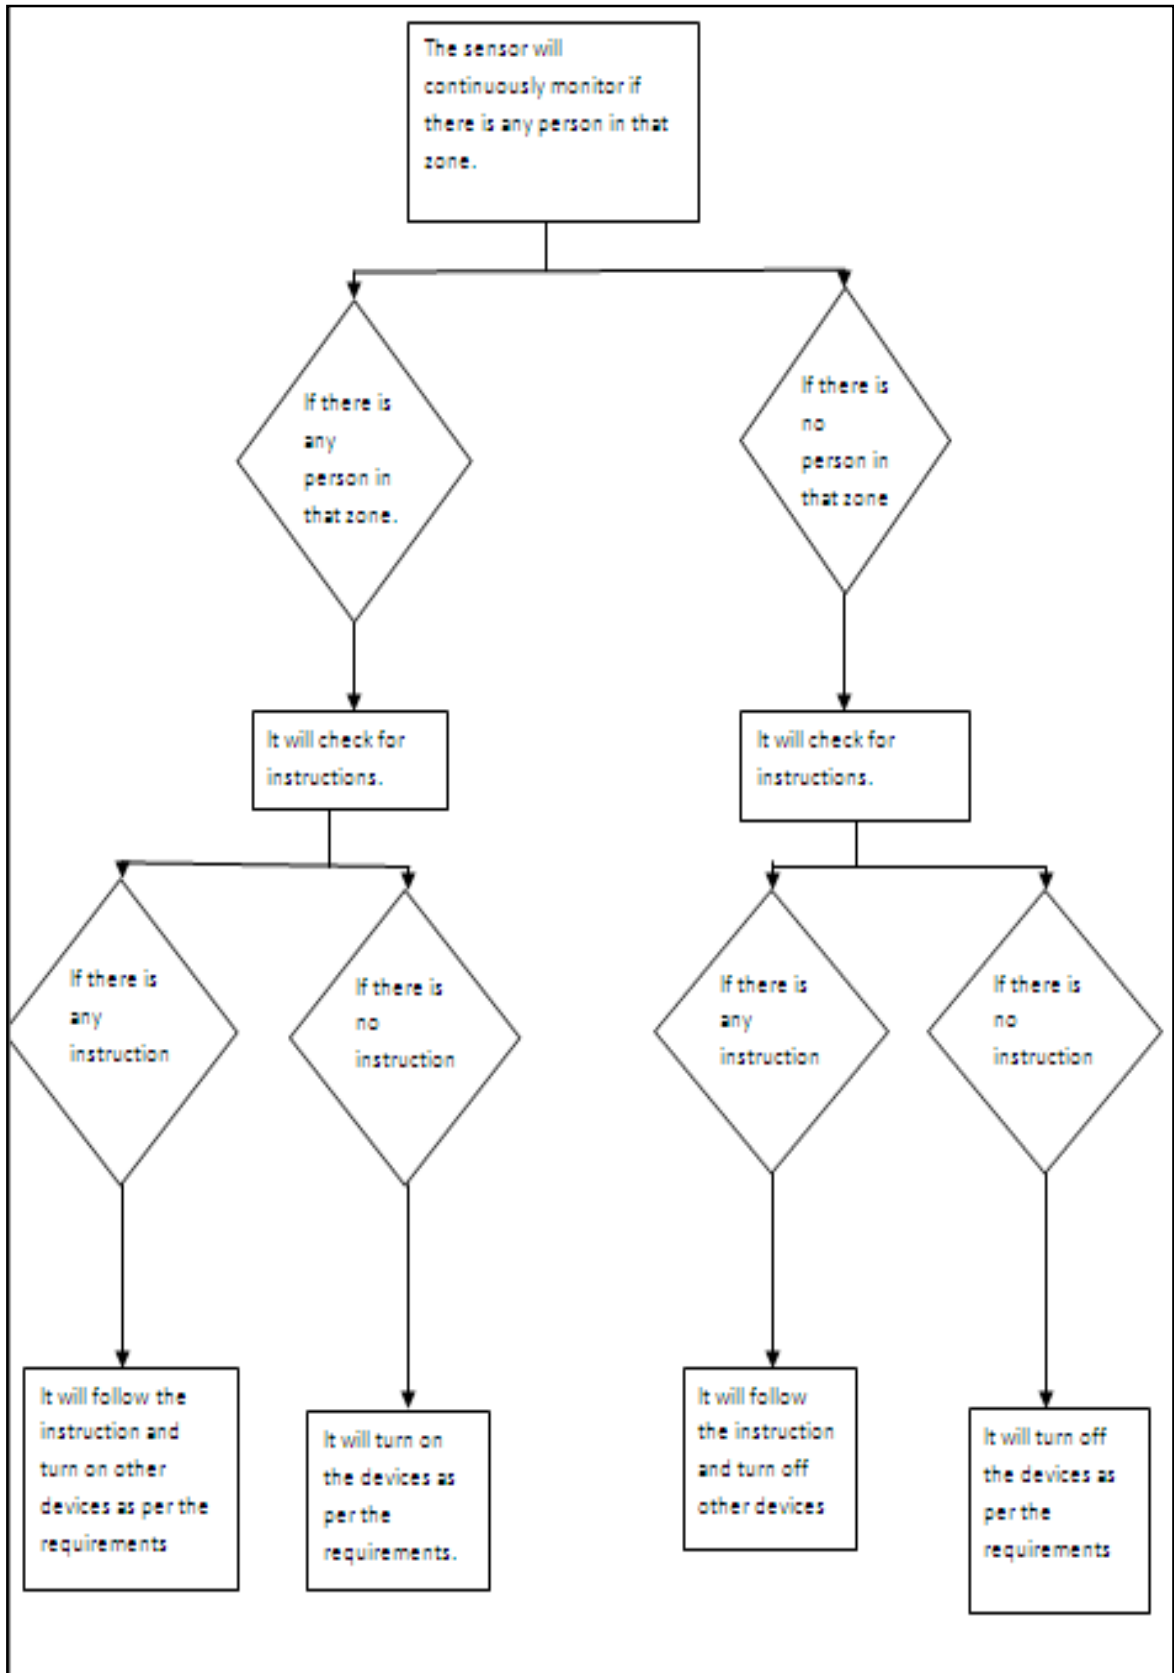 The sensor will
continuously monitor if
there is any person in that
zone.
If there is
any
person in
that zone.
If there is
no
person in
that zone
It will check for
instructions.
It will check for
instructions.
If there is
any
instruction
If there is
no
instruction
If there is
any
instruction
If there is
no
instruction
It will follow the
instruction and
turn on other
devices as per the
requirements
It will turn on
the devices as
per the
requirements.
It will follow
the instruction
and turn off
other devices
It will turn off
the devices as
per the
requirements